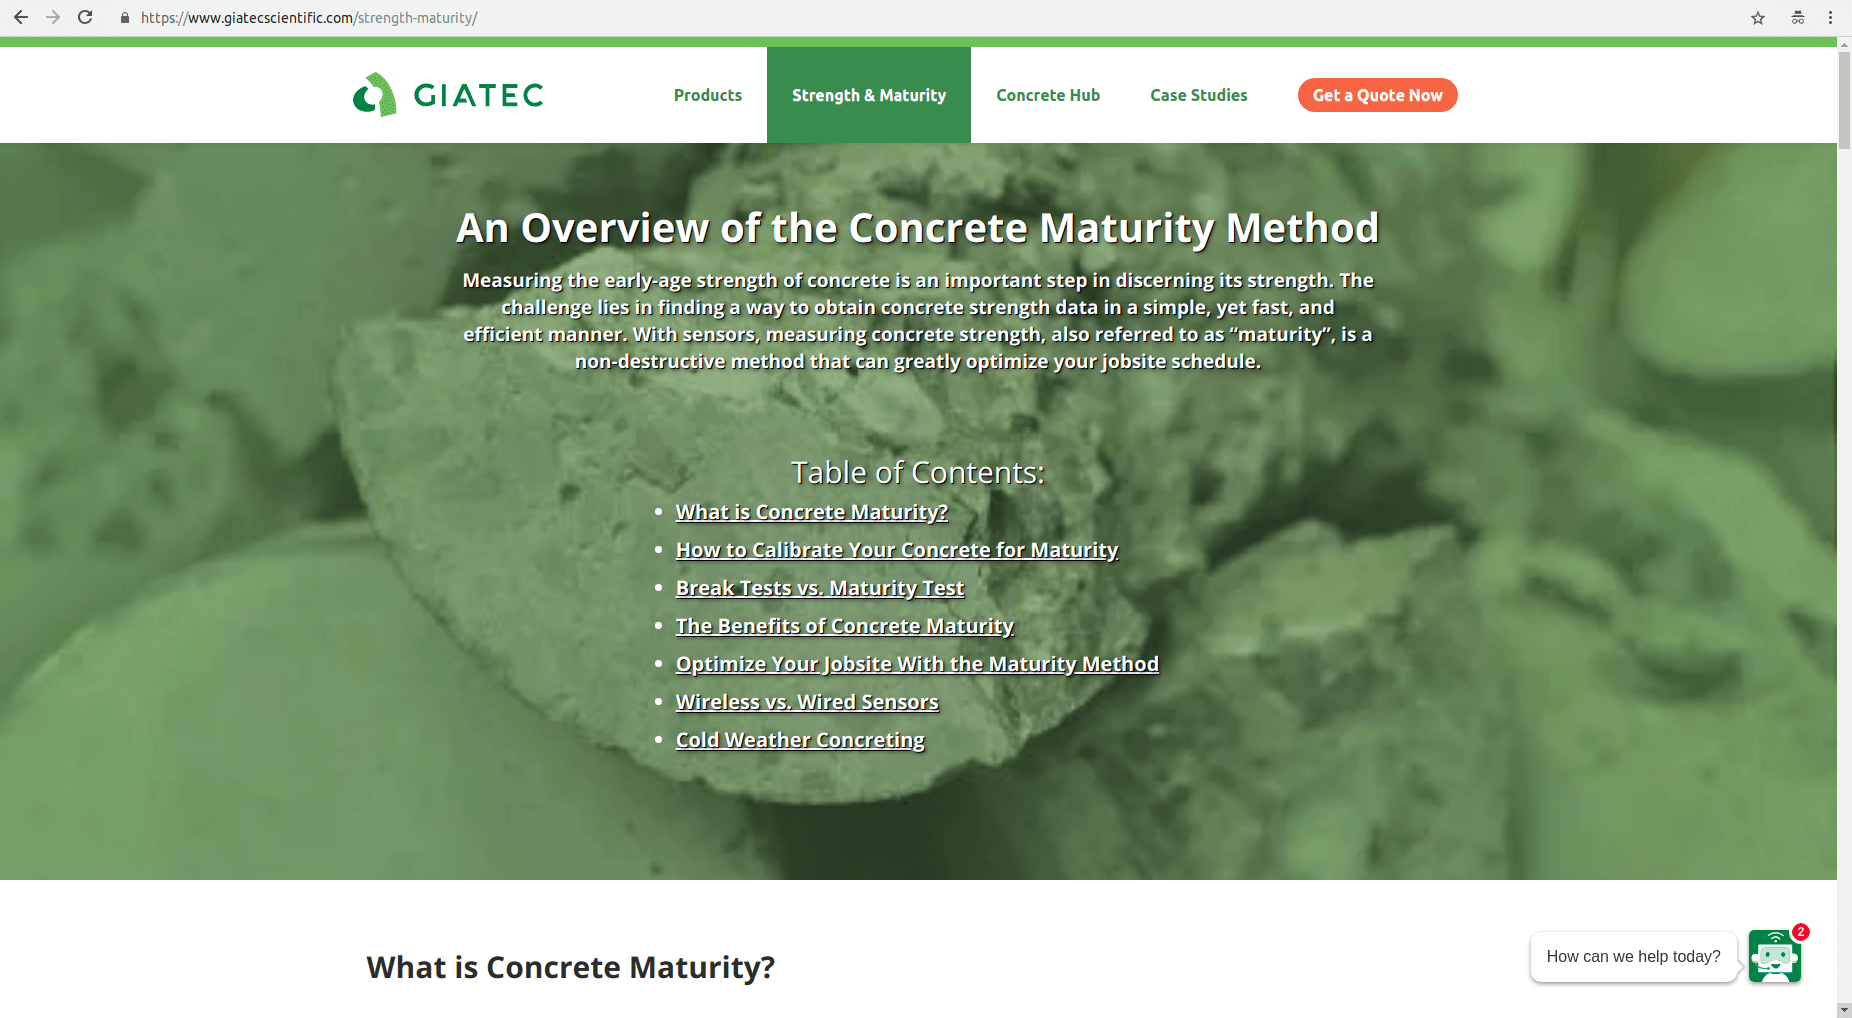 https://www.giatecscientific.com/strength-maturity/
GIATEC
Products
Strength & Maturity
Concrete Hub
Case Studies
Get a Quote Now
An Overview of the Concrete Maturity Method
Measuring the early-age strength of concrete is an important step in discerning its strength. The
challenge lies in finding a way to obtain concrete strength data in a simple, yet fast, and
efficient manner. With sensors, measuring concrete strength, also referred to as “maturity”, is a
non-destructive method that can greatly optimize your jobsite schedule.
Table of Contents:
• What is Concrete Maturity?
• How to Calibrate Your Concrete for Maturity
• Break Tests vs. Maturity Test
• The Benefits of Concrete Maturity
• Optimize Your Jobsite With the Maturity Method
• Wireless vs. Wired Sensors
• Cold Weather Concreting
What is Concrete Maturity?
How can we help today?
2